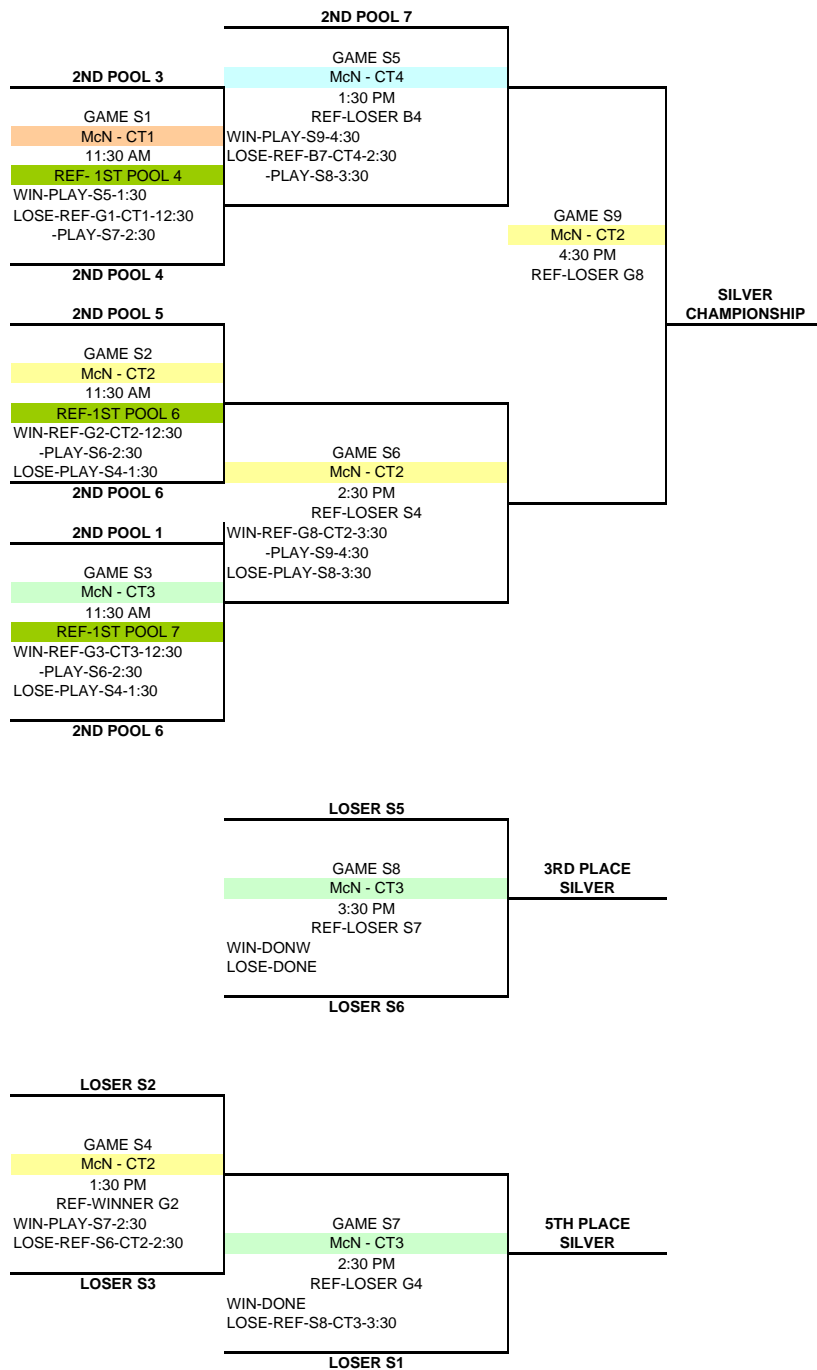 2ND POOL 7
GAME S5
McN - CT4
1:30 PM
REF-LOSER B4
WIN-PLAY-S9-4:30
LOSE-REF-B7-CT4-2:30
-PLAY-S8-3:30
2ND POOL 3
GAME S1
McN - CT1
11:30 AM
REF- 1ST POOL 4
WIN-PLAY-S5-1:30
LOSE-REF-G1-CT1-12:30
-PLAY-S7-2:30
2ND POOL 4
GAME S9
McN - CT2
4:30 PM
REF-LOSER G8
SILVER
CHAMPIONSHIP
2ND POOL 5
GAME S2
McN - CT2
11:30 AM
REF-1ST POOL 6
WIN-REF-G2-CT2-12:30
-PLAY-S6-2:30
LOSE-PLAY-S4-1:30
2ND POOL 6
GAME S6
McN - CT2
2:30 PM
REF-LOSER S4
WIN-REF-G8-CT2-3:30
-PLAY-S9-4:30
LOSE-PLAY-S8-3:30
2ND POOL 1
GAME S3
McN - CT3
11:30 AM
REF-1ST POOL 7
WIN-REF-G3-CT3-12:30
-PLAY-S6-2:30
LOSE-PLAY-S4-1:30
2ND POOL 6
LOSER S5
GAME S8
McN - CT3
3:30 PM
REF-LOSER S7
WIN-DONW
LOSE-DONE
LOSER S6
3RD PLACE
SILVER
LOSER S2
GAME S4
McN - CT2
1:30 PM
REF-WINNER G2
WIN-PLAY-S7-2:30
LOSE-REF-S6-CT2-2:30
LOSER S3
GAME S7
McN - CT3
2:30 PM
REF-LOSER G4
WIN-DONE
LOSE-REF-S8-CT3-3:30
LOSER S1
5TH PLACE
SILVER